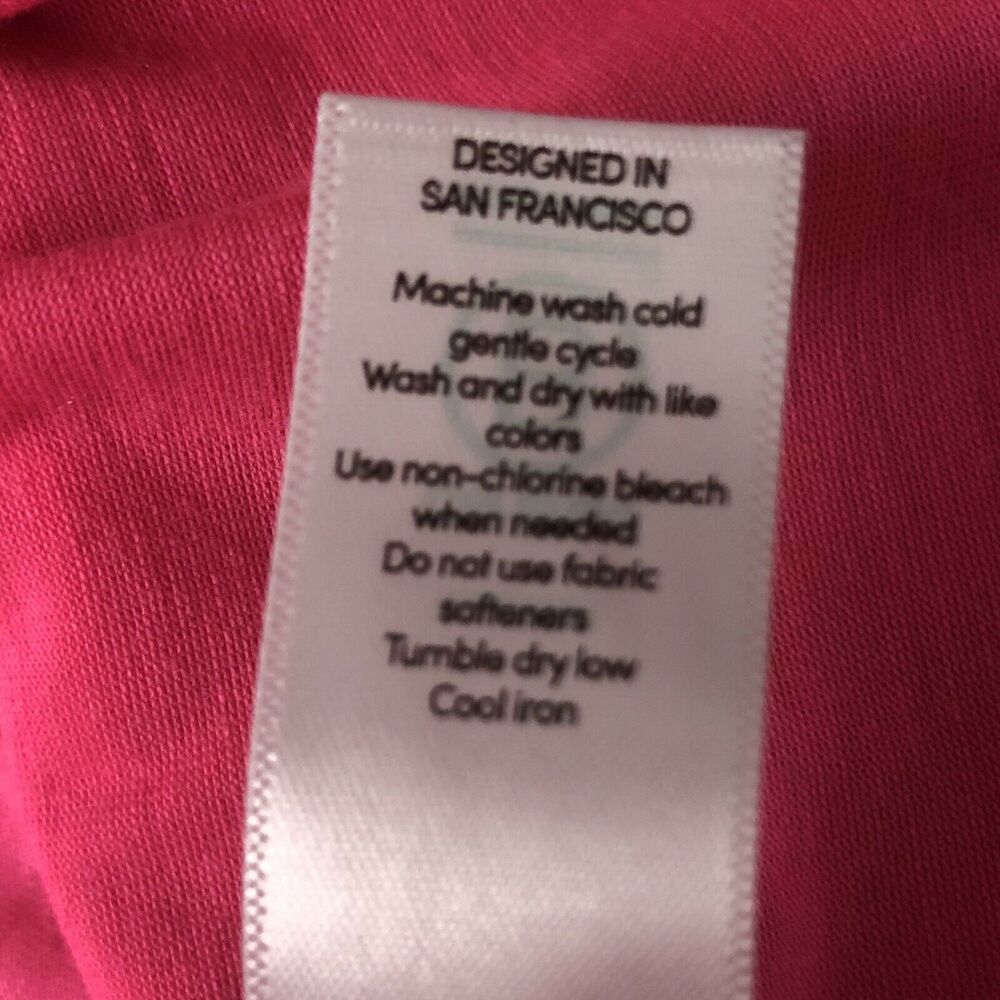 DESIGNED IN
SAN FRANCISCO
Machine wash cold
gentle cycle
Wash and dry with like
colors
Use non-chlorine bleach
when needed
Do not use fabric
softeners
Tumble dry low
Cool iron